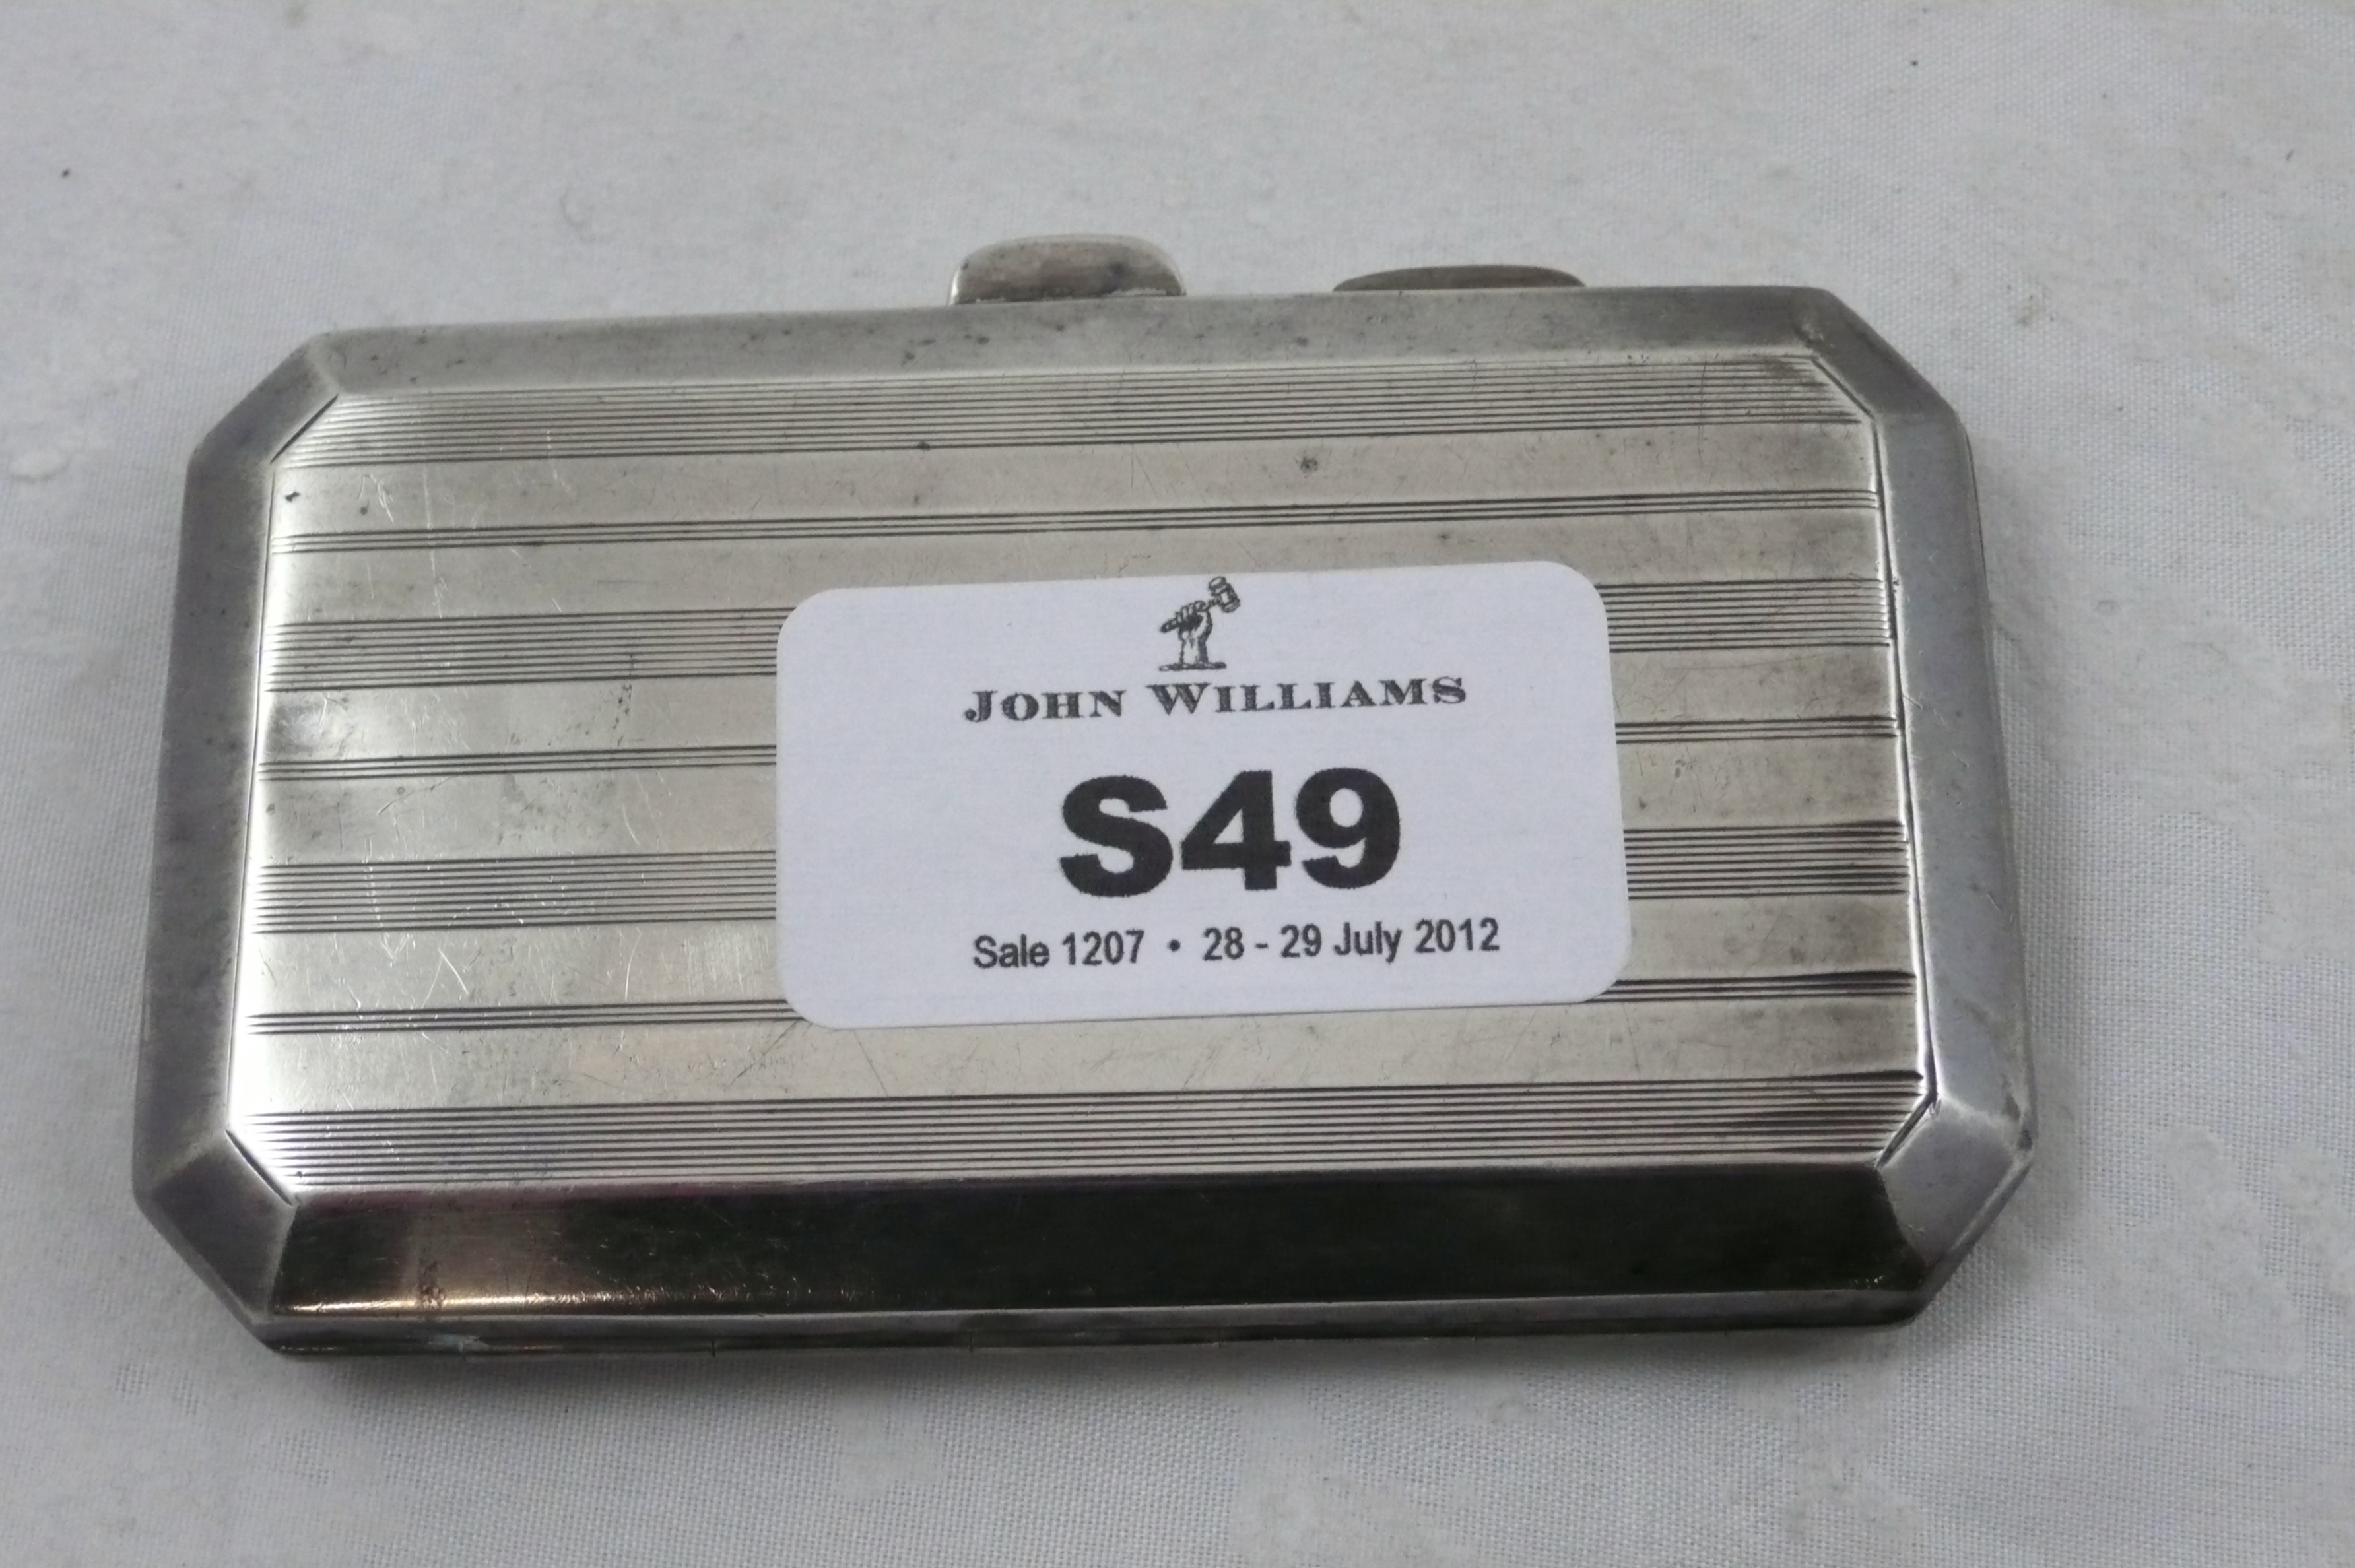 JOHN WILLIAMS
S49
Sale 1207 • 28 - 29 July 2012